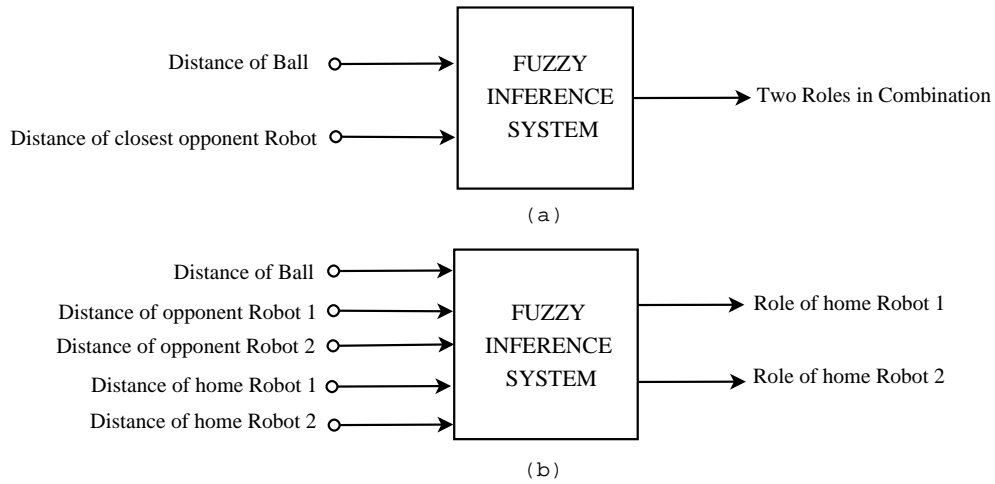 Distance of Ball
Distance of closest opponent Robot
FUZZY
INFERENCE
SYSTEM
Two Roles in Combination
(a)
Distance of Ball
Distance of opponent Robot 1
Distance of opponent Robot 2
Distance of home Robot 1
Distance of home Robot 2
FUZZY
INFERENCE
SYSTEM
Role of home Robot 1
Role of home Robot 2
(b)